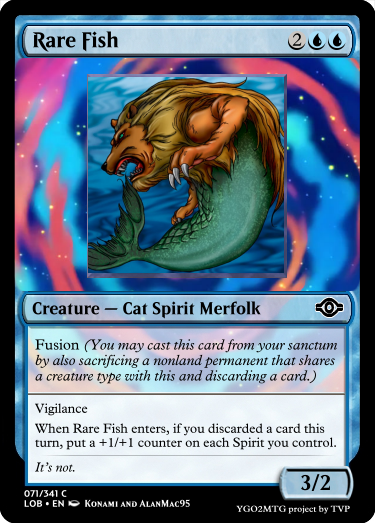 Rare Fish 2
Creature — Cat Spirit Merfolk
Fusion (You may cast this card from your sanctum
by also sacrificing a nonland permanent that shares
a creature type with this and discarding a card.)
Vigilance
When Rare Fish enters, if you discarded a card this
turn, put a +1/+1 counter on each Spirit you control.
It's not.
3/2
071/341 C
LOB • EN Konami and AlanMac95
YGO2MTG project by TVP